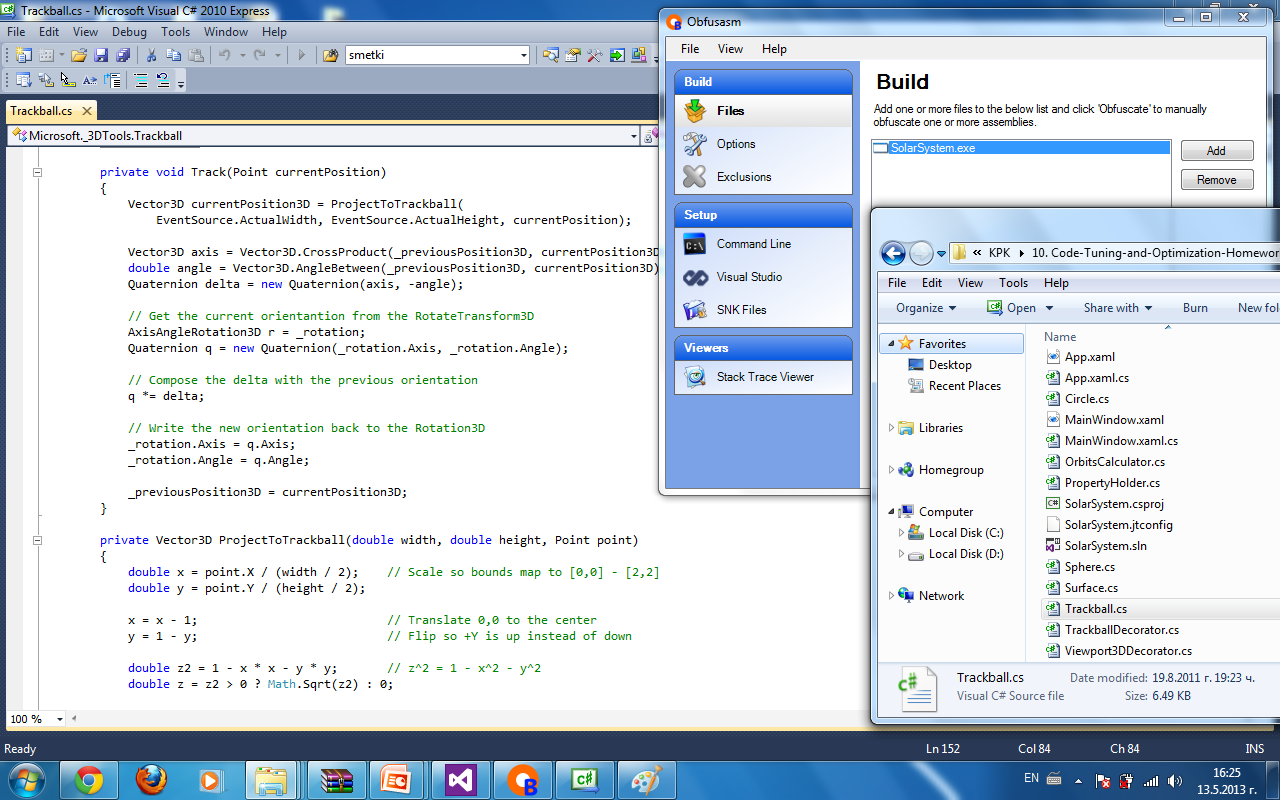 Trackball.cs - Microsoft Visual C# 2010 Express
File Edit View Debug Tools Window Help
smetki
Trackball.cs
Microsoft._3DTools.Trackball
private void Track(Point currentPosition)
{
Vector3D currentPosition3D = ProjectToTrackball(
EventSource.ActualWidth, EventSource.ActualHeight, currentPosition);
Vector3D axis = Vector3D.CrossProduct(_previousPosition3D, currentPosition3D
double angle = Vector3D.AngleBetween(_previousPosition3D, currentPosition3D)
Quaternion delta = new Quaternion(axis, -angle);
// Get the current orientantion from the RotateTransform3D
AxisAngleRotation3D r = _rotation;
Quaternion q = new Quaternion(_rotation.Axis, _rotation.Angle);
// Compose the delta with the previous orientation
q *= delta;
// Write the new orientation back to the Rotation3D
_rotation.Axis = q.Axis;
_rotation.Angle = q.Angle;
_previousPosition3D = currentPosition3D;
}
private Vector3D ProjectToTrackball(double width, double height, Point point)
{
double x = point.X / (width / 2);    // Scale so bounds map to [0,0] - [2,2]
double y = point.Y / (height / 2);
x = x - 1;                           // Translate 0,0 to the center
y = 1 - y;                           // Flip so +Y is up instead of down
double z2 = 1 - x * x - y * y;       // z^2 = 1 - x^2 - y^2
double z = z2 > 0 ? Math.Sqrt(z2) : 0;
100 %
Ready
Ln 152 Col 84 Ch 84 INS
Obfusasm
File View Help
Build
Files
Options
Exclusions
Setup
Command Line
C:\
Visual Studio
SNK Files
Viewers
Stack Trace Viewer
Build
Add one or more files to the below list and click 'Obfuscate' to manually
obfuscate one or more assemblies.
SolarSystem.exe
Add
Remove
« KPK 10. Code-Tuning-and-Optimization-Homework
File Edit View Tools Help
Organize Open Share with Burn New fol
Favorites
Desktop
Recent Places
Libraries
Homegroup
Computer
Local Disk (C:)
Local Disk (D:)
Network
Name
App.xaml
App.xaml.cs
Circle.cs
MainWindow.xaml
MainWindow.xaml.cs
OrbitsCalculator.cs
PropertyHolder.cs
SolarSystem.csproj
SolarSystem.jtconfig
SolarSystem.sln
Sphere.cs
Surface.cs
Trackball.cs
TrackballDecorator.cs
Viewport3DDecorator.cs
Trackball.cs Date modified: 19.8.2011 г. 19:23 ч.
Visual C# Source file Size: 6.49 KB
EN
16:25
13.5.2013 г.